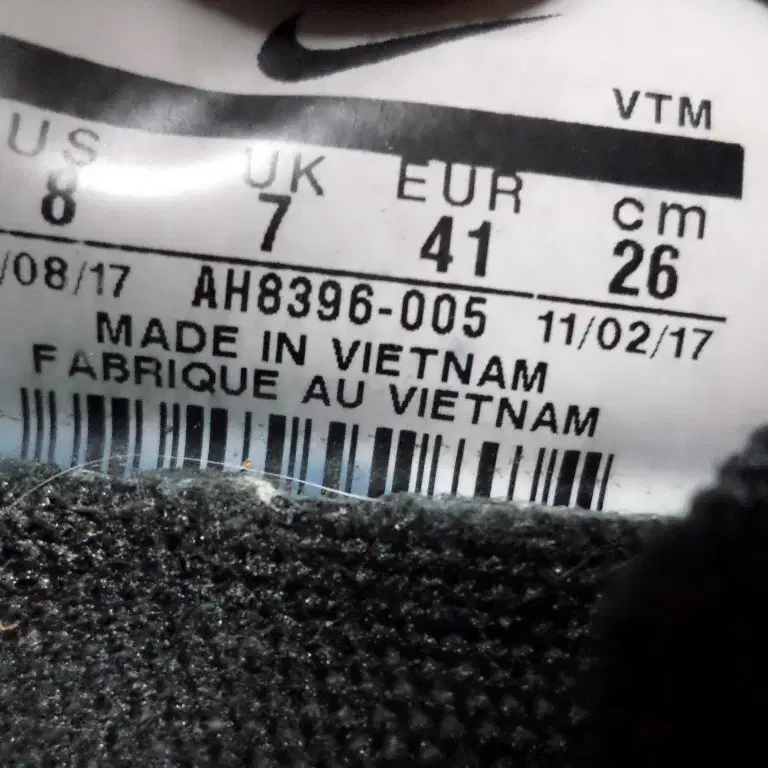 VTM
US UK EUR cm
8 7 41 26
/08/17 AH8396-005 11/02/17
MADE IN VIETNAM
FABRIQUE AU VIETNAM